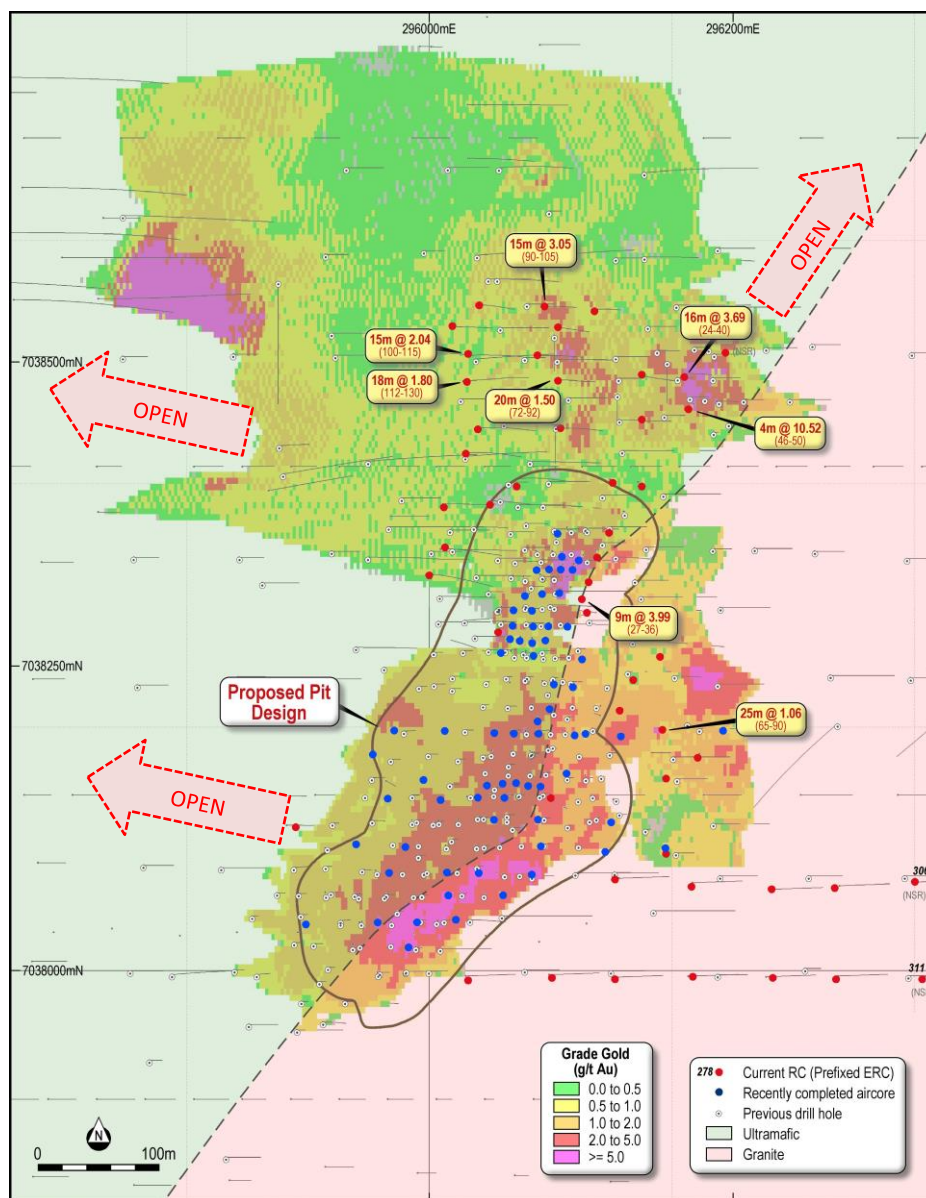 296000mE
296200mE
OPEN
15m @ 3.05
(90-105)
16m @ 3.69
(24-40)
15m @ 2.04
(100-115)
(NSR)
7038500mN
18m @ 1.80
(112-130)
20m @ 1.50
(72-92)
OPEN
4m @ 10.52
(46-50)
9m @ 3.99
(27-36)
7038250mN
Proposed Pit
Design
25m @ 1.06
(65-90)
OPEN
306
(NSR)
7038000mN
311
(NS
Grade Gold
(g/t Au)
0.0 to 0.5
0.5 to 1.0
1.0 to 2.0
2.0 to 5.0
>= 5.0
278 Current RC (Prefixed ERC)
Recently completed aircore
Previous drill hole
Ultramafic
Granite
N
0 100m